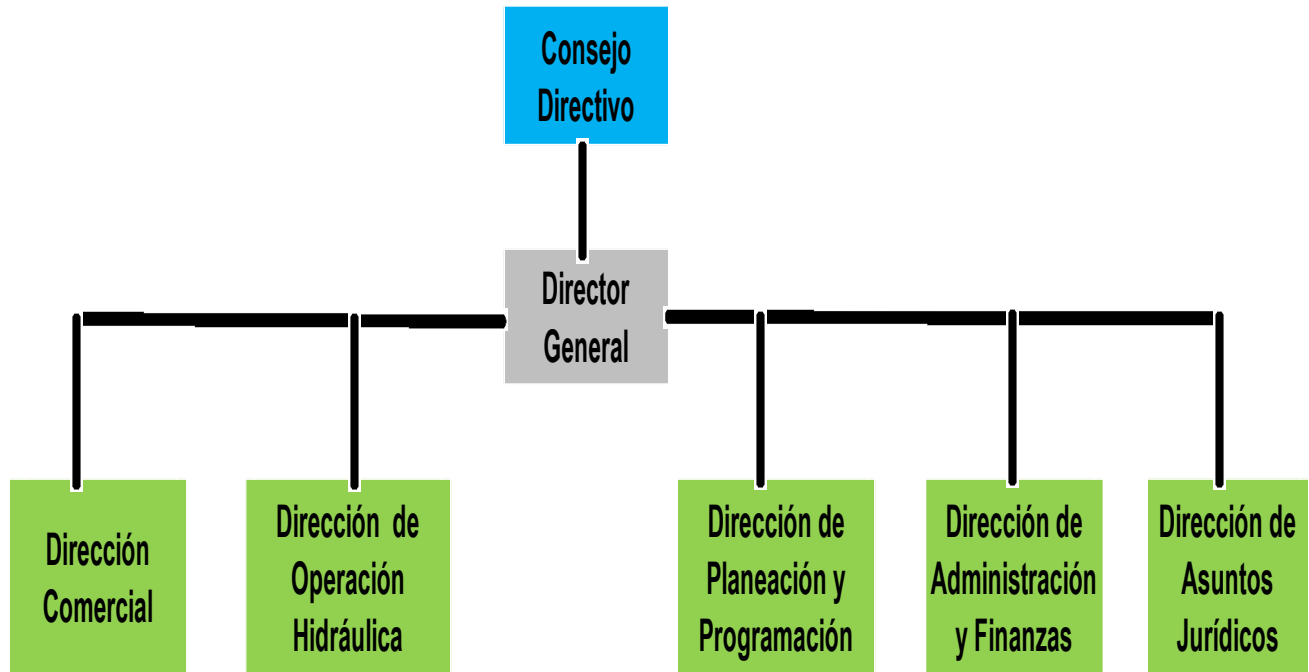 Consejo
Directivo
Director
General
Dirección
Comercial
Dirección de
Operación
Hidráulica
Dirección de
Planeación y
Programación
Dirección de
Administración
y Finanzas
Dirección de
Asuntos
Jurídicos